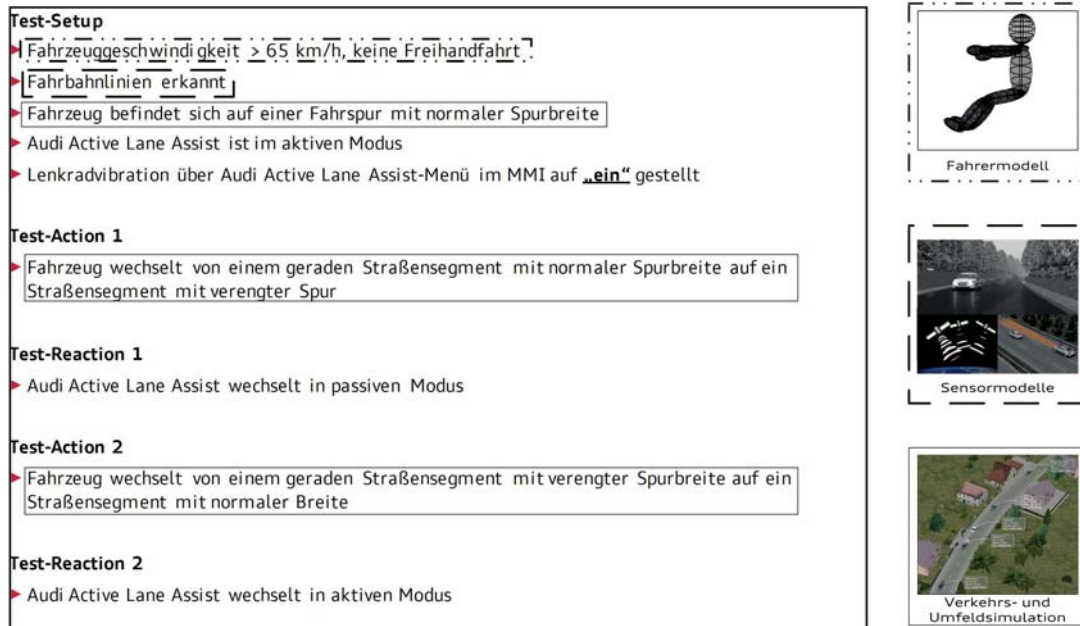 Test-Setup
Fahrzeuggeschwindigkeit > 65 km/h, keine Freihandfahrt
Fahrbahnlinien erkannt
Fahrzeug befindet sich auf einer Fahrspur mit normaler Spurbreite
Audi Active Lane Assist ist im aktiven Modus
Lenkradvibration über Audi Active Lane Assist-Menü im MMI auf „ein“ gestellt
Test-Action 1
Fahrzeug wechselt von einem geraden Straßensegment mit normaler Spurbreite auf ein
Straßensegment mit verengter Spur
Test-Reaction 1
Audi Active Lane Assist wechselt in passiven Modus
Test-Action 2
Fahrzeug wechselt von einem geraden Straßensegment mit verengter Spurbreite auf ein
Straßensegment mit normaler Breite
Test-Reaction 2
Audi Active Lane Assist wechselt in aktiven Modus
Fahrermodell
Sensormodelle
Verkehrs- und
Umfeldsimulation